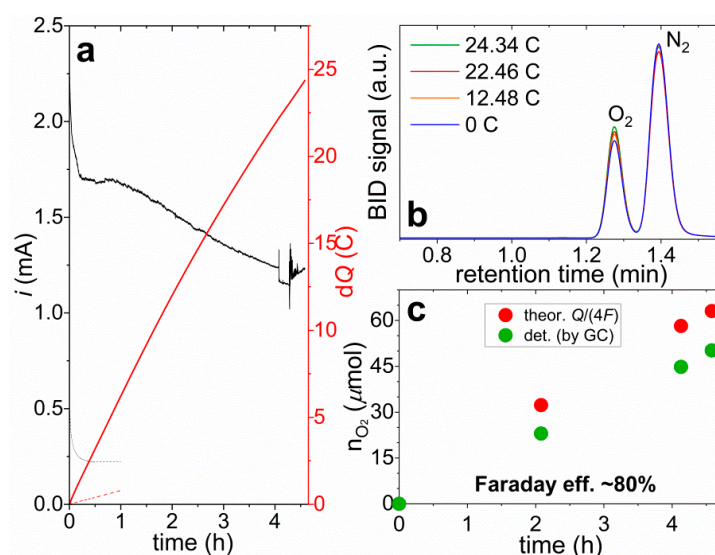 a
2.5
2.0
1.5
1.0
0.5
0.0
i (mA)
0 1 2 3 4
time (h)
25
20
15
10
5
0
dQ (C)
b
24.34 C
22.46 C
12.48 C
0 C
O2
N2
BID signal (a.u.)
0.8 1.0 1.2 1.4
retention time (min)
c
theor. Q/(4F)
det. (by GC)
60
45
30
15
0
nO2 (μmol)
Faraday eff. ~80%
0 1 2 3 4
time (h)